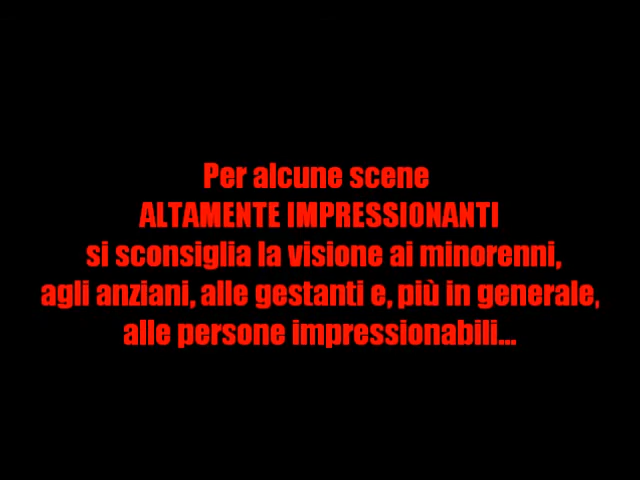 Per alcune scene
ALTAMENTE IMPRESSIONANTI
si sconsiglia la visione ai minorenni,
agli anziani, alle gestanti e, più in generale,
alle persone impressionabili...